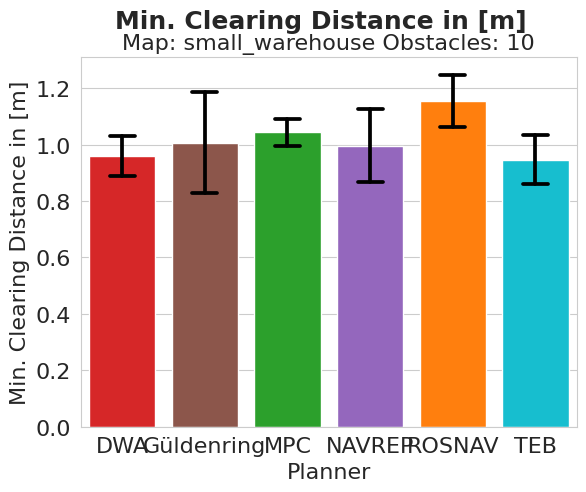 Min. Clearing Distance in [m]
Map: small_warehouse Obstacles: 10
Min. Clearing Distance in [m]
1.2
1.0
0.8
0.6
0.4
0.2
0.0
DWA Güldenring MPC NAVREP ROSNAV TEB
Planner